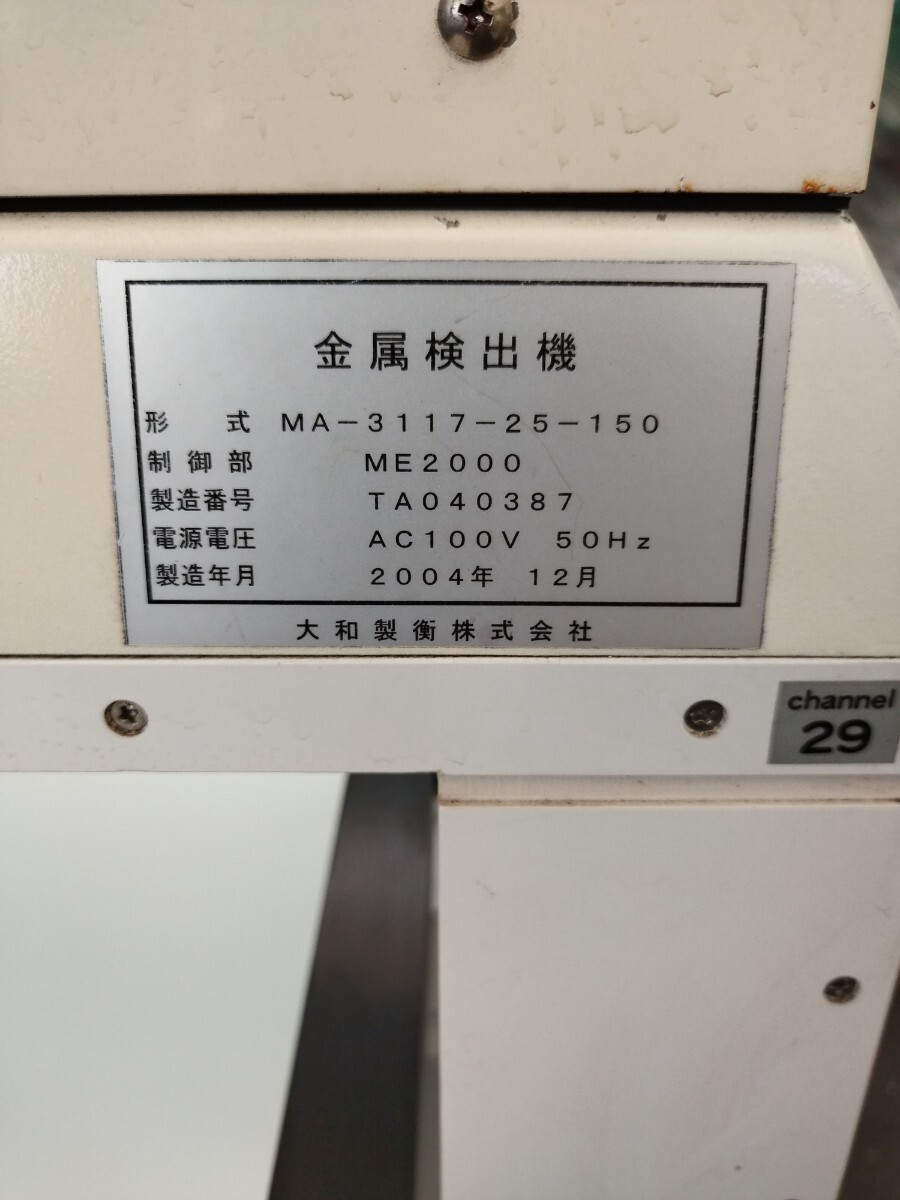 金属検出機
形式 MA-3117-25-150
制御部 ME2000
製造番号 TA040387
電源電圧 AC100V 50Hz
製造年月 2004年 12月
大和製衡株式会社
channel
29